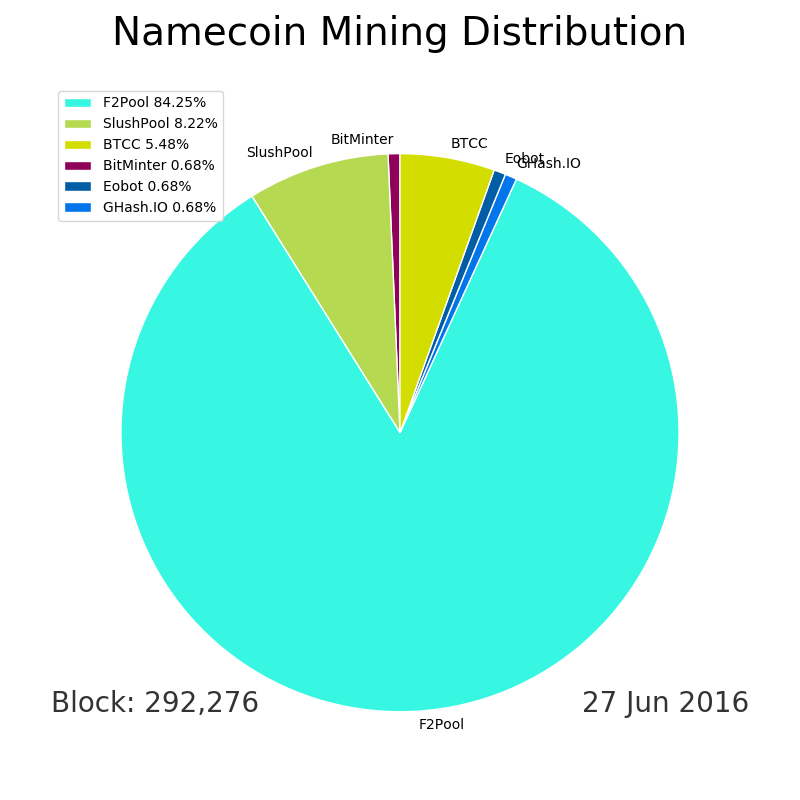 Namecoin Mining Distribution
F2Pool 84.25%
SlushPool 8.22%
BTCC 5.48%
BitMinter 0.68%
Eobot 0.68%
GHash.IO 0.68%
SlushPool
BitMinter
BTCC
Eobot
GHash.IO
Block: 292,276
27 Jun 2016
F2Pool